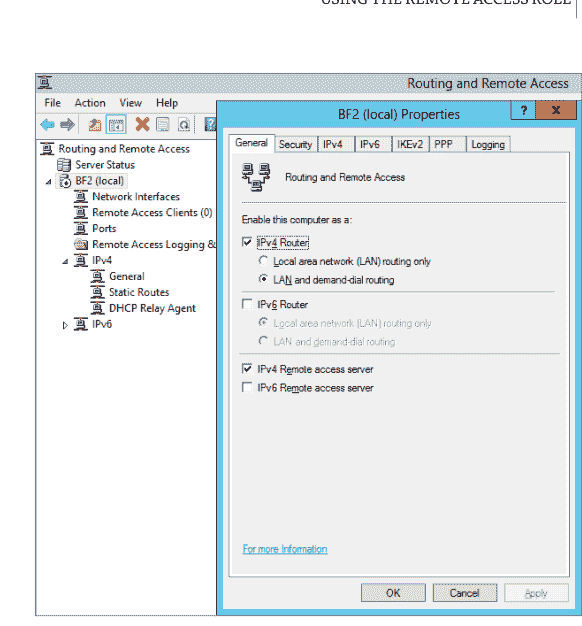 USING THE REMOTE ACCESS ROLE
Routing and Remote Access
File Action View Help
BF2 (local) Properties
? x
Routing and Remote Access
Server Status
BF2 (local)
Network Interfaces
Remote Access Clients (0)
Ports
Remote Access Logging &
IPv4
General
Static Routes
DHCP Relay Agent
IPv6
General Security IPv4 IPv6 IKEv2 PPP Logging
Routing and Remote Access
Enable this computer as a:
IPv4 Router
Local area network (LAN) routing only
LAN and demand-dial routing
IPv6 Router
Local area network (LAN) routing only
LAN and demand-dial routing
IPv4 Remote access server
IPv6 Remote access server
For more Information
OK Cancel Apply